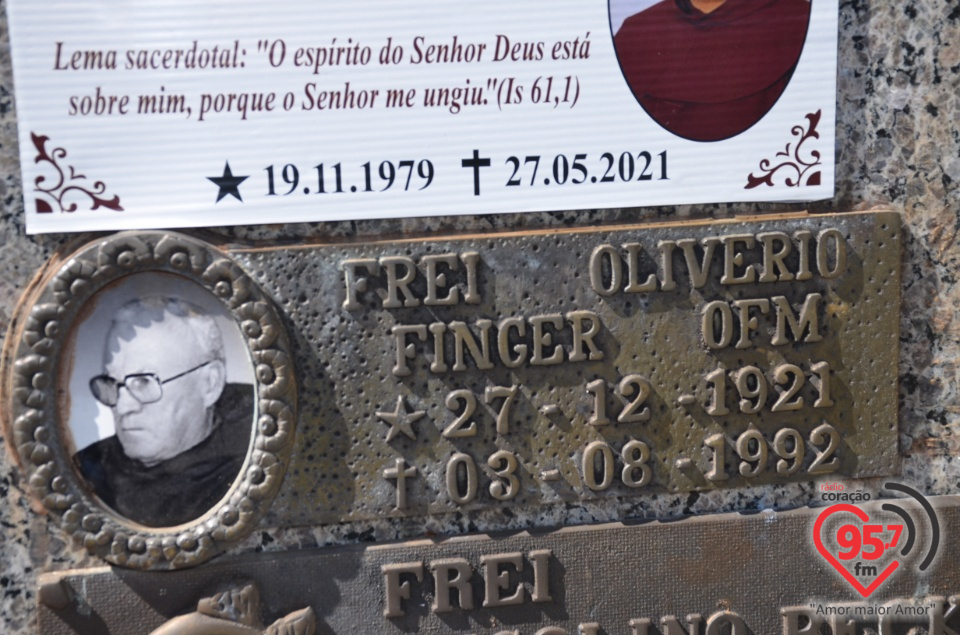 Lema sacerdotal: "O espírito do Senhor Deus está
sobre mim, porque o Senhor me ungiu."(Is 61,1)
19.11.1979 27.05.2021
FREI OLIVERIO
FINGER OFM
27-12-1921
03-08-1992
FREI
rádio
coração
95.7
fm
"Amor maior Amor"